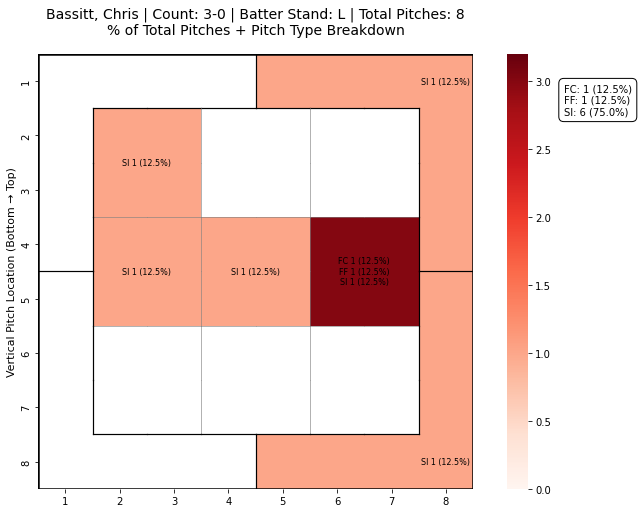 Bassitt, Chris | Count: 3-0 | Batter Stand: L | Total Pitches: 8
% of Total Pitches + Pitch Type Breakdown
FC: 1 (12.5%)
FF: 1 (12.5%)
SI: 6 (75.0%)
Vertical Pitch Location (Bottom → Top)
1
2
3
4
5
6
7
8
SI 1 (12.5%)
SI 1 (12.5%)
SI 1 (12.5%)
SI 1 (12.5%)
FC 1 (12.5%)
FF 1 (12.5%)
SI 1 (12.5%)
SI 1 (12.5%)
1 2 3 4 5 6 7 8
3.0
2.5
2.0
1.5
1.0
0.5
0.0